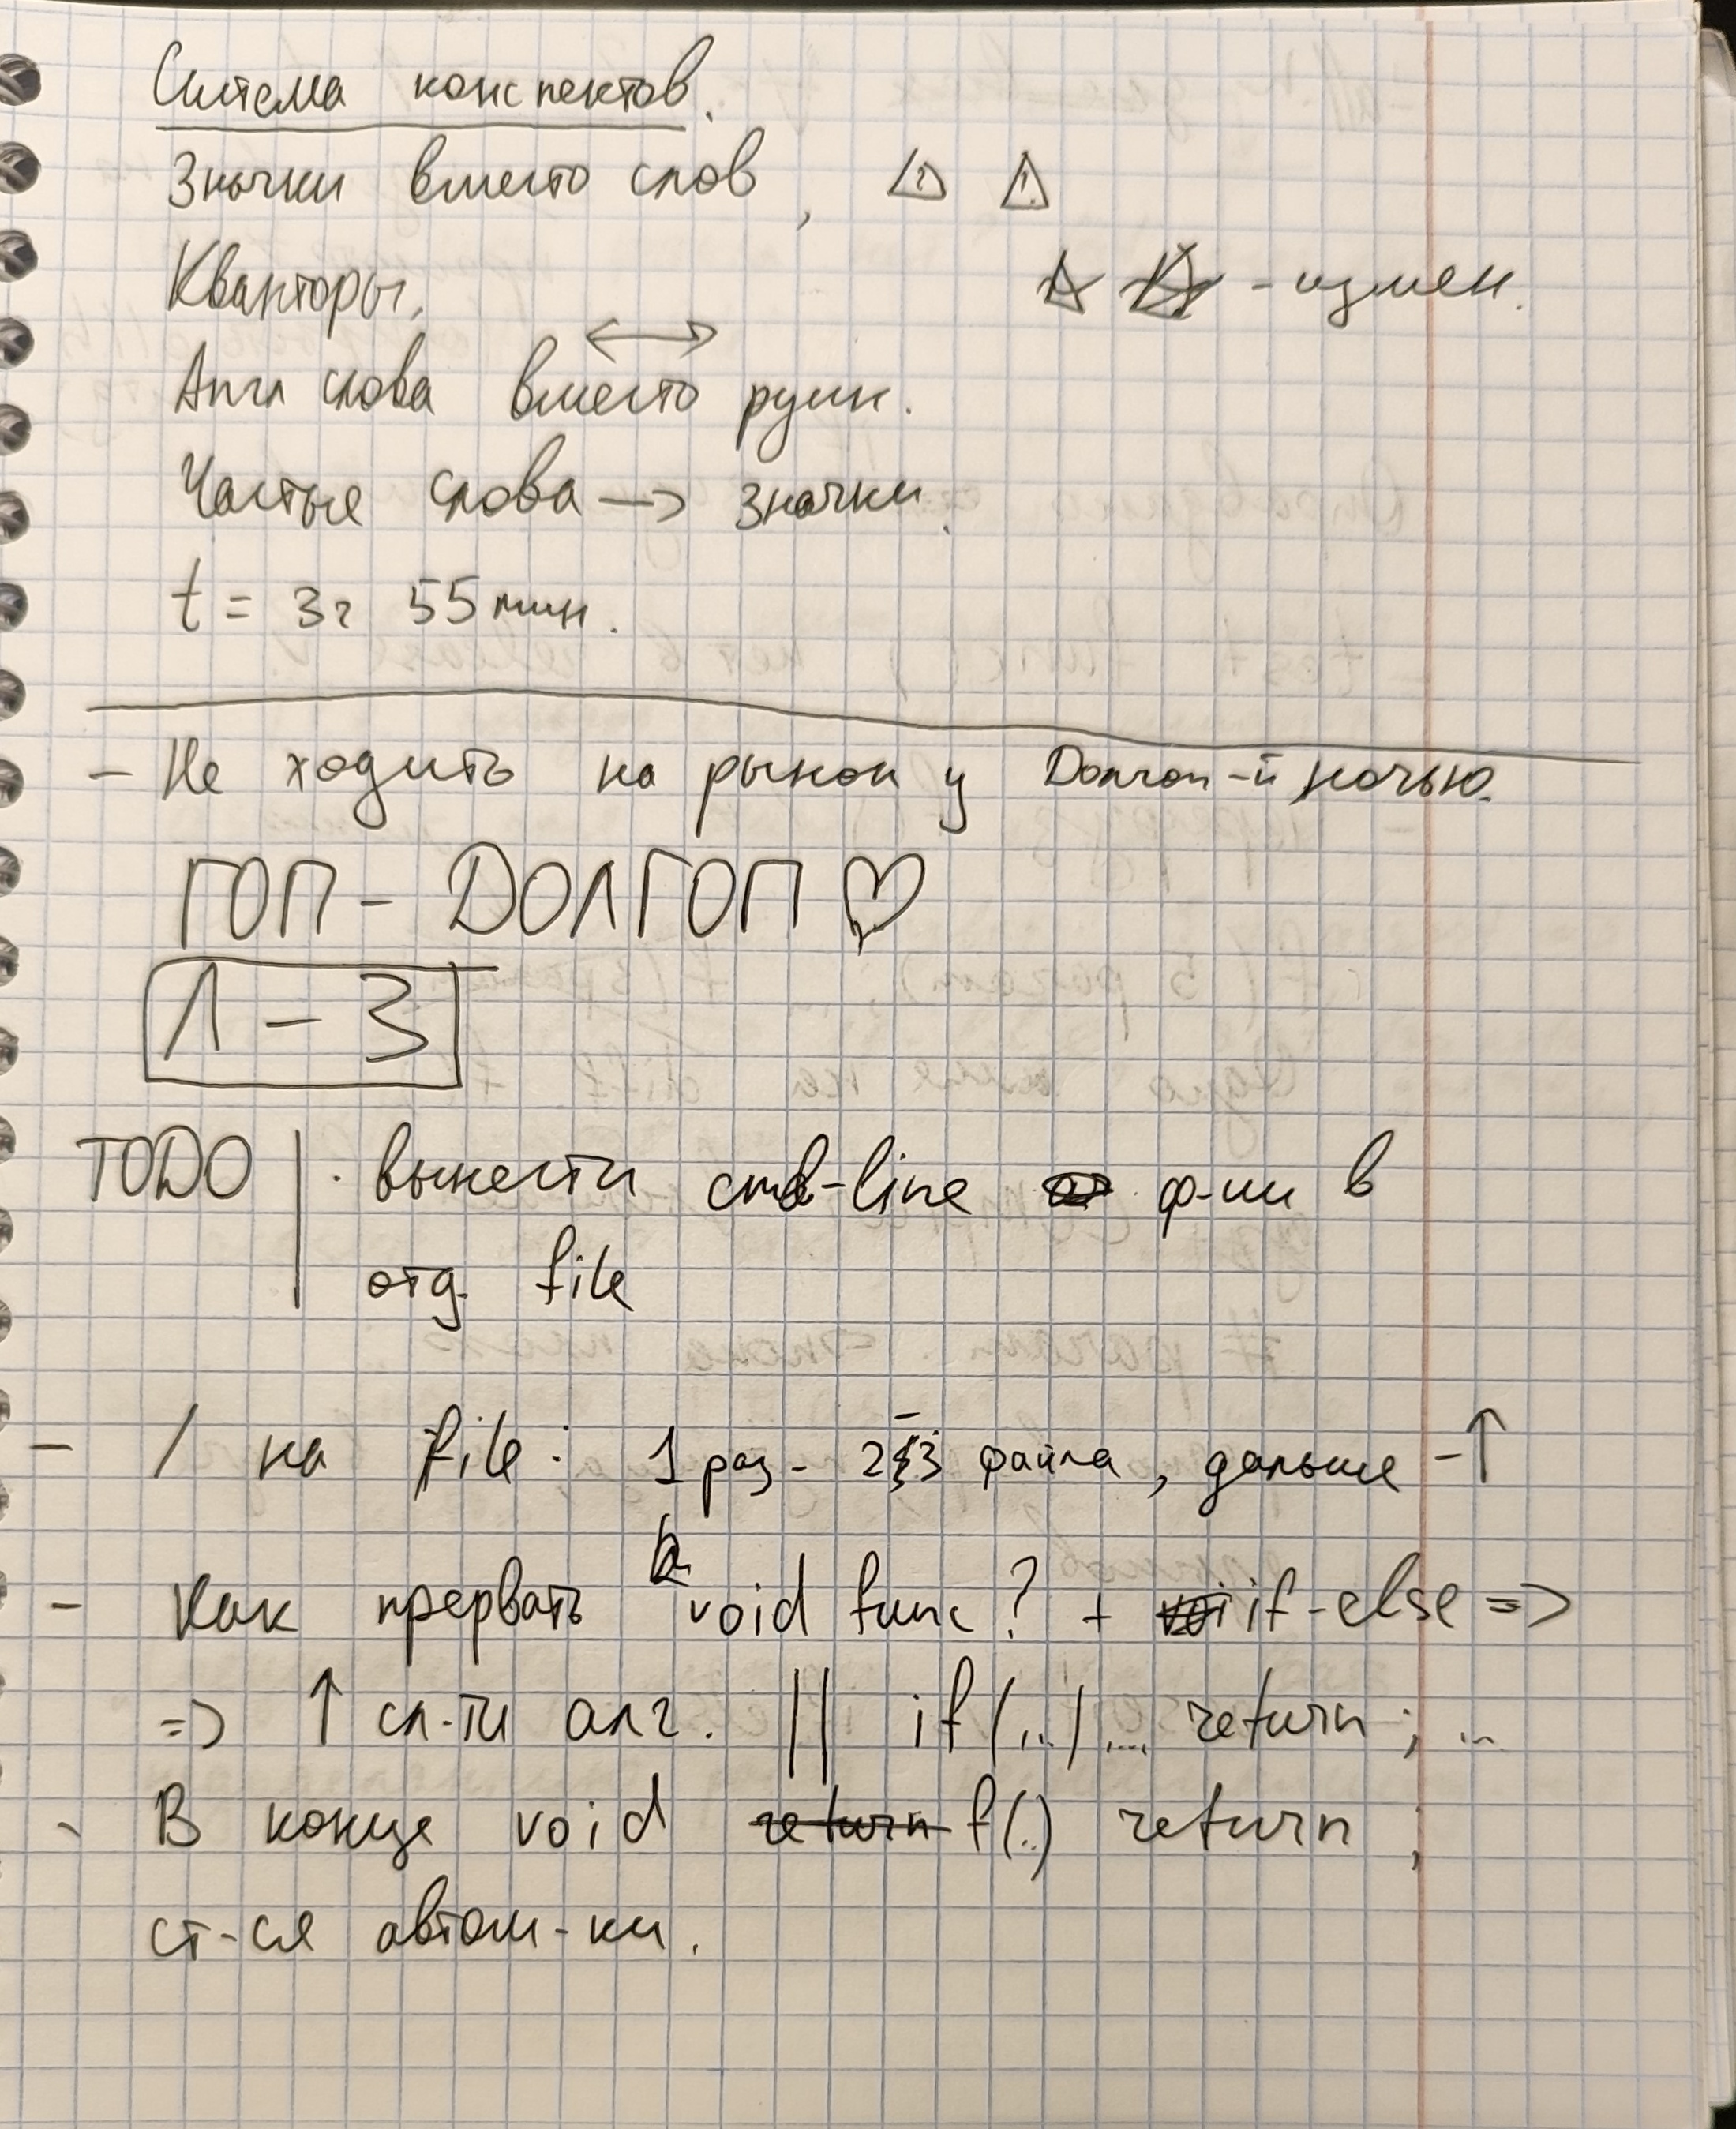 Система конспектов.
Значки вместо слов,
Кванторы,
- измен.
Англ слова вместо русск.
Частые слова —> значки.
t = 3ч 55 мин.
- Не ходить на рынок у Долгоп-й ночью.
ГОП - ДОЛГОП ♡
Л - 3
TODO | · вынести cmd-line ф-ии в
отд. file
- / на file: 1 раз - 2-3 файла, дальше - ↑
- Как прервать void func? + if-else =>
=> ↑ сл-ти алг. || if (..) ... return ; ...
- В конце void f(..) return ;
ст-ся автом-ки.